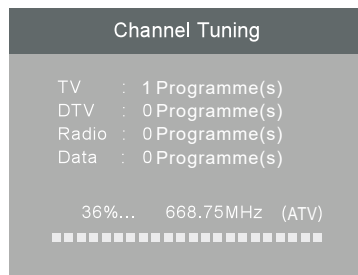 Channel Tuning
TV : 1 Programme(s)
DTV : 0 Programme(s)
Radio : 0 Programme(s)
Data : 0 Programme(s)
36%... 668.75MHz (ATV)